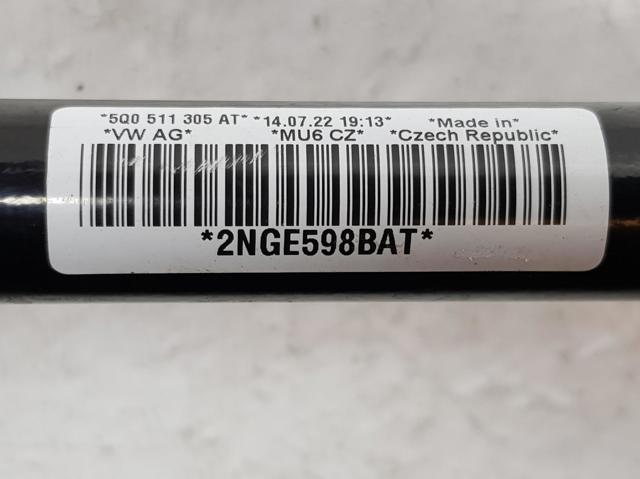 *5Q0 511 305 AT* *14.07.22 19:13* *Made in*
*VW AG* *MU6 CZ* *Czech Republic*
*2NGE598BAT*